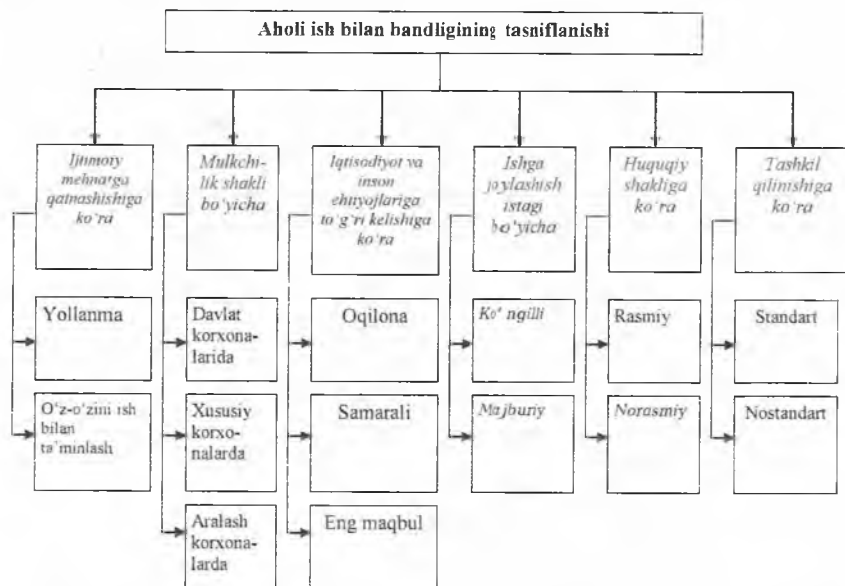 Aholi ish bilan bandligining tasniflanishi
Ijtimoiy
mehnatga
qatnashishiga
ko'ra
Mulkchi-
lik shakli
bo'yicha
Iqtisodiyot va
inson
ehtiyojlariga
to'g'ri kelishiga
ko'ra
Ishga
joylashish
istagi
bo'yicha
Huquqiy
shakliga
ko'ra
Tashkil
qilinishiga
ko'ra
Yollanma
Davlat
korxona-
larida
Oqilona
Ko' ngilli
Rasmiy
Standart
O'z-o'zini ish
bilan
ta'minlash
Xususiy
korxo-
nalarda
Samarali
Majburiy
Norasmiy
Nostandart
Aralash
korxona-
larda
Eng maqbul